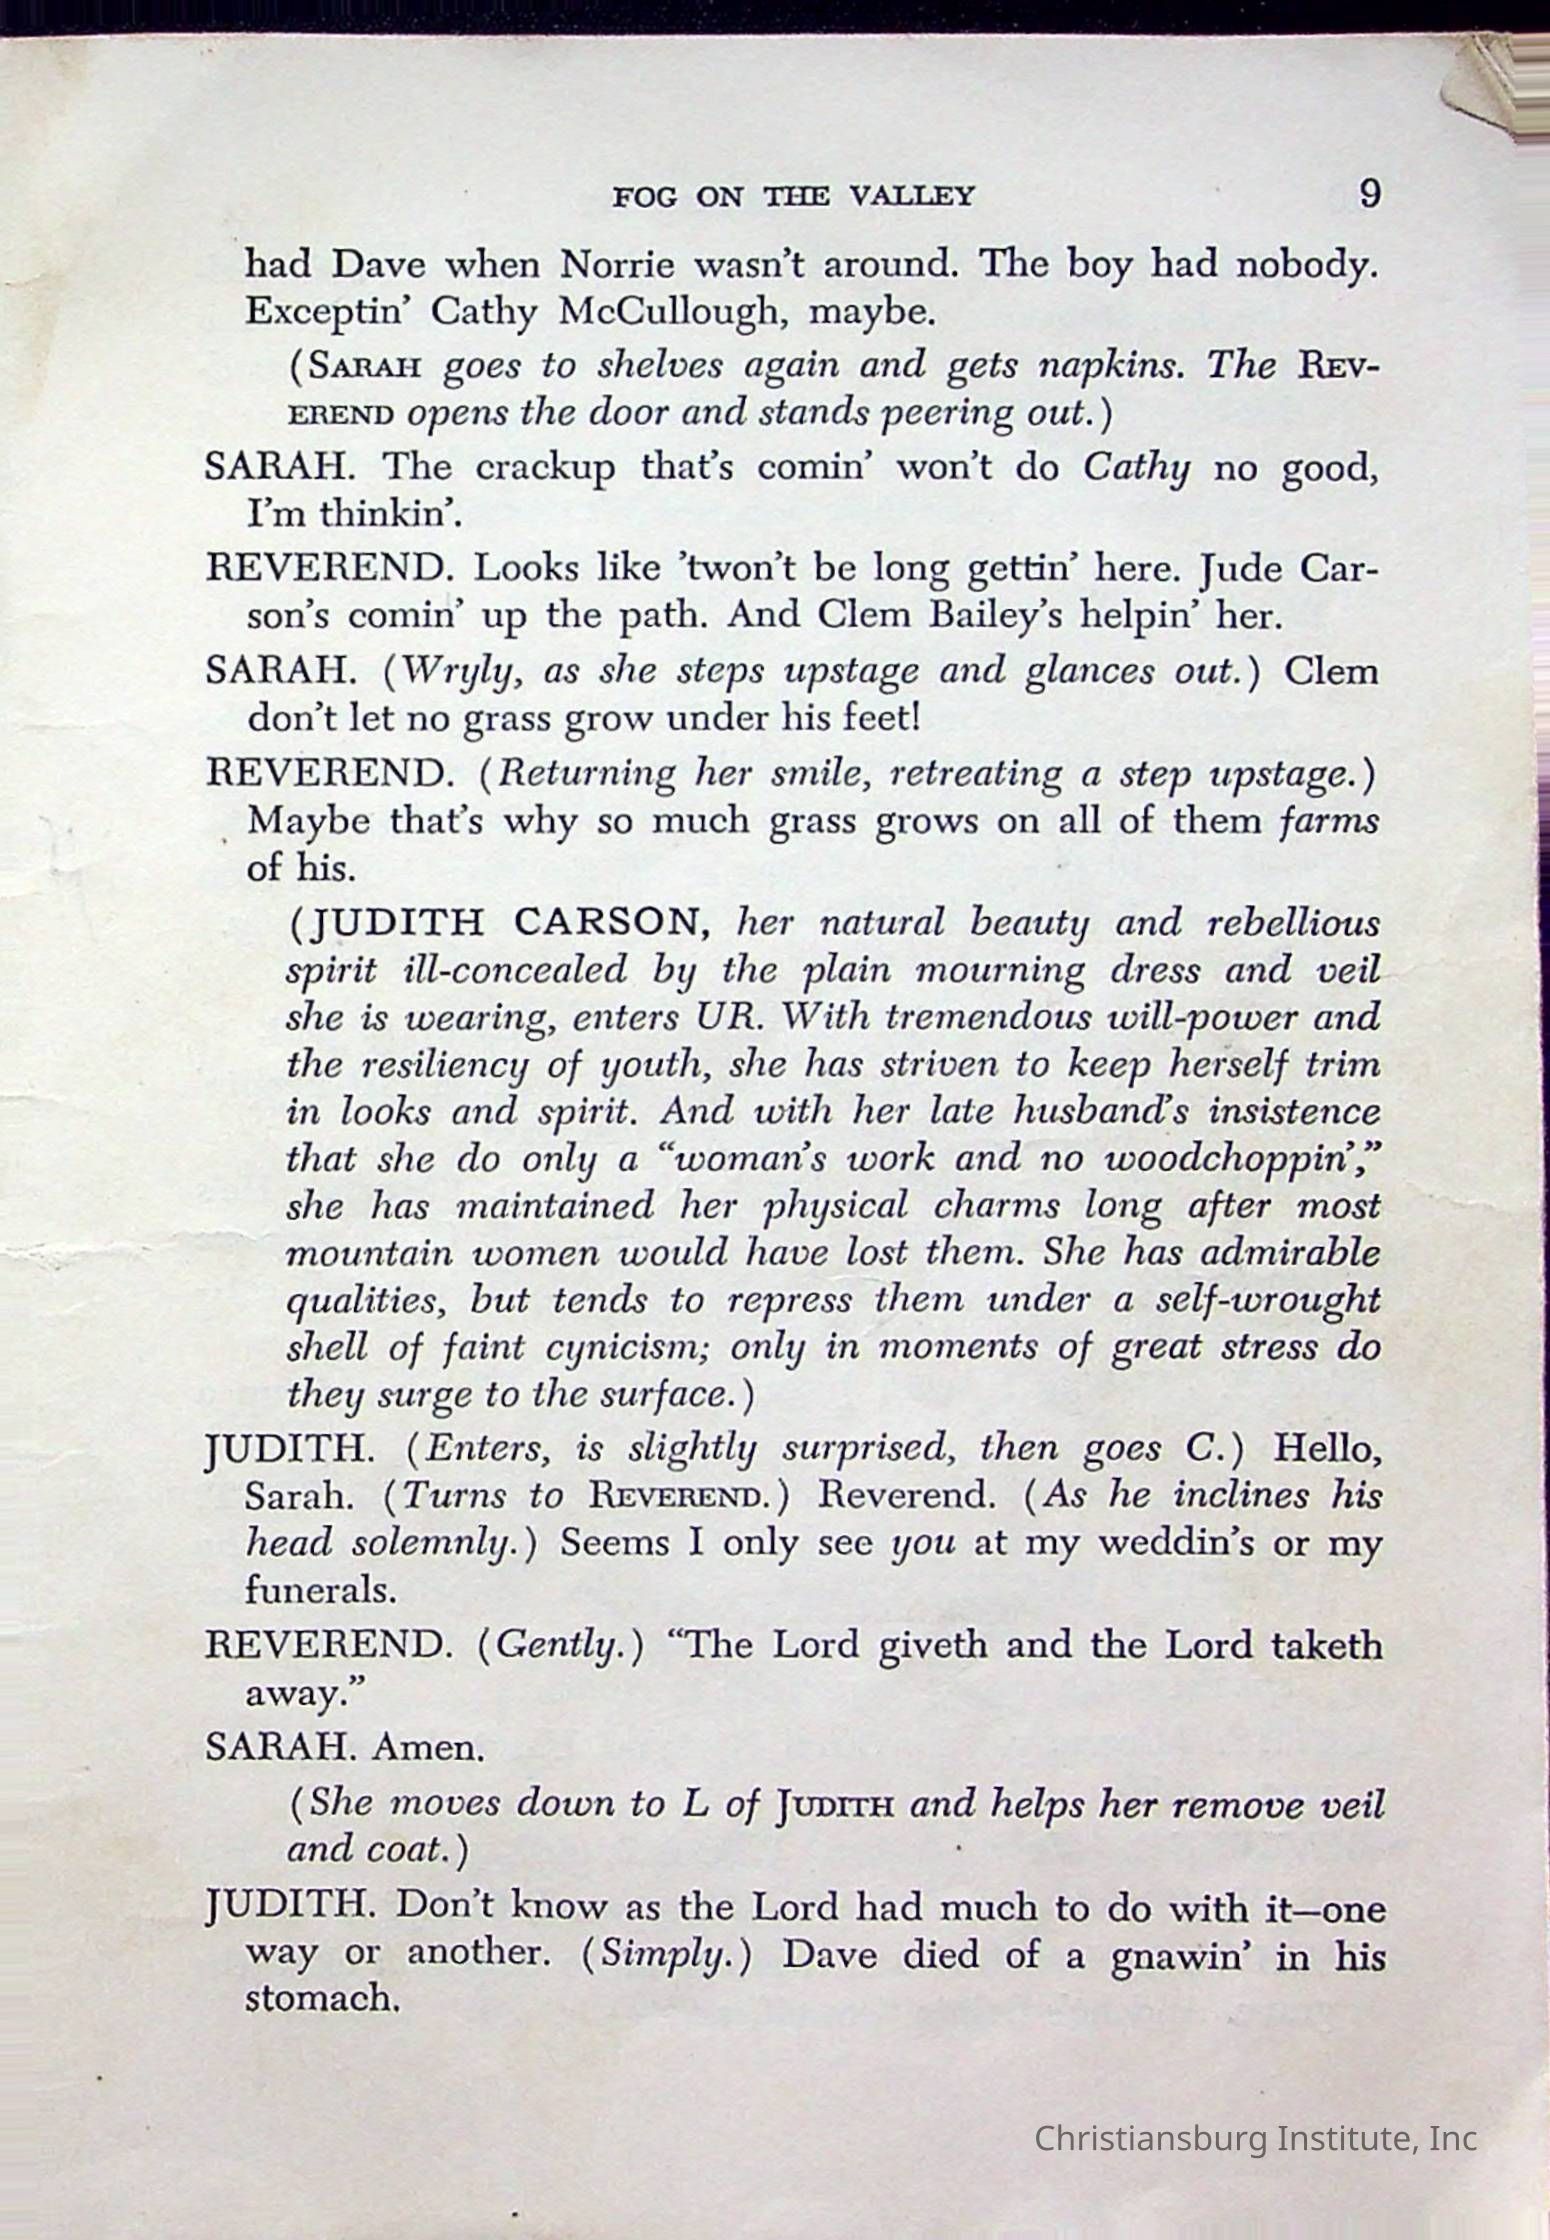 FOG ON THE VALLEY 9
had Dave when Norrie wasn’t around. The boy had nobody.
Exceptin’ Cathy McCullough, maybe.
(SARAH goes to shelves again and gets napkins. The REV-
EREND opens the door and stands peering out.)
SARAH. The crackup that’s comin’ won’t do Cathy no good,
I’m thinkin’.
REVEREND. Looks like ’twon’t be long gettin’ here. Jude Car-
son’s comin’ up the path. And Clem Bailey’s helpin’ her.
SARAH. (Wryly, as she steps upstage and glances out.) Clem
don’t let no grass grow under his feet!
REVEREND. (Returning her smile, retreating a step upstage.)
Maybe that’s why so much grass grows on all of them farms
of his.
(JUDITH CARSON, her natural beauty and rebellious
spirit ill-concealed by the plain mourning dress and veil
she is wearing, enters UR. With tremendous will-power and
the resiliency of youth, she has striven to keep herself trim
in looks and spirit. And with her late husband’s insistence
that she do only a “woman’s work and no woodchoppin’,”
she has maintained her physical charms long after most
mountain women would have lost them. She has admirable
qualities, but tends to repress them under a self-wrought
shell of faint cynicism; only in moments of great stress do
they surge to the surface.)
JUDITH. (Enters, is slightly surprised, then goes C.) Hello,
Sarah. (Turns to REVEREND.) Reverend. (As he inclines his
head solemnly.) Seems I only see you at my weddin’s or my
funerals.
REVEREND. (Gently.) “The Lord giveth and the Lord taketh
away.”
SARAH. Amen.
(She moves down to L of JUDITH and helps her remove veil
and coat.)
JUDITH. Don’t know as the Lord had much to do with it—one
way or another. (Simply.) Dave died of a gnawin’ in his
stomach.
Christiansburg Institute, Inc